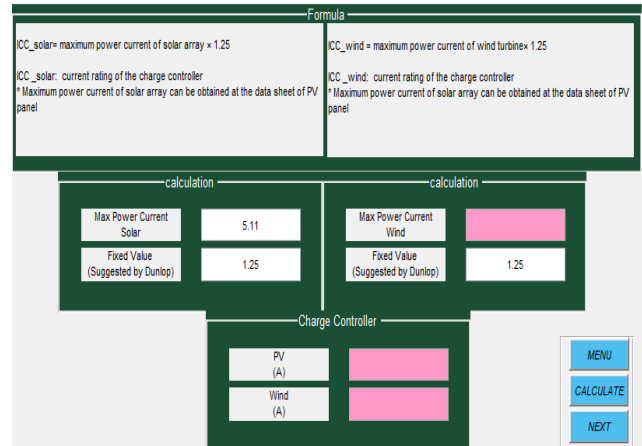 Formula
ICC_solar= maximum power current of solar array × 1.25
ICC _solar: current rating of the charge controller
* Maximum power current of solar array can be obtained at the data sheet of PV
panel
ICC_wind = maximum power current of wind turbine× 1.25
ICC _wind: current rating of the charge controller
* Maximum power current of solar array can be obtained at the data sheet of PV
panel
calculation
Max Power Current
Solar
5.11
Fixed Value
(Suggested by Dunlop)
1.25
calculation
Max Power Current
Wind
Fixed Value
(Suggested by Dunlop)
1.25
Charge Controller
PV
(A)
Wind
(A)
MENU
CALCULATE
NEXT